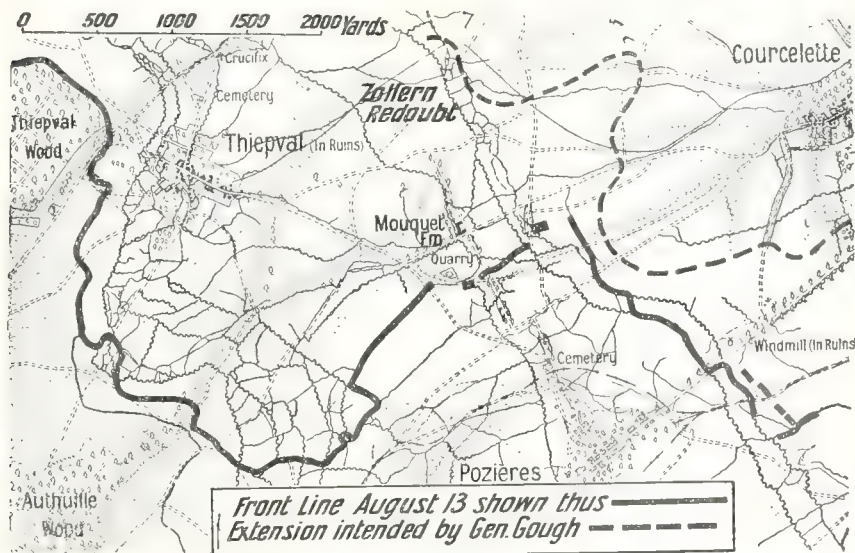 0 500 1000 1500 2000 Yards
Crucifix
Courcelette
Cemetery
Zollern
Redoubt
Thiepval
Wood
Thiepval (In Ruins)
Mouquet
Fm
Quarry
Windmill (In Ruins)
Cemetery
Pozières
Authuille
Wood
Front Line August 13 shown thus
Extension intended by Gen. Gough